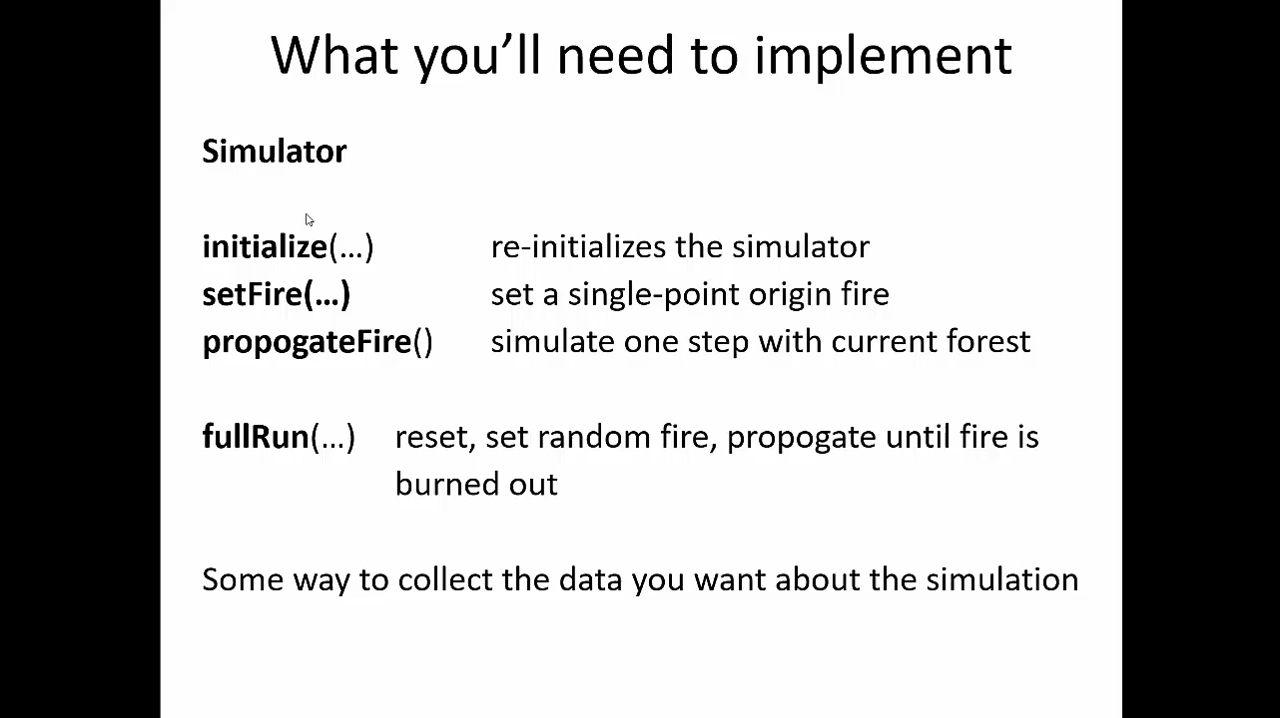 What you’ll need to implement
Simulator
initialize(…) re-initializes the simulator
setFire(…) set a single-point origin fire
propogateFire() simulate one step with current forest
fullRun(…) reset, set random fire, propogate until fire is
burned out
Some way to collect the data you want about the simulation